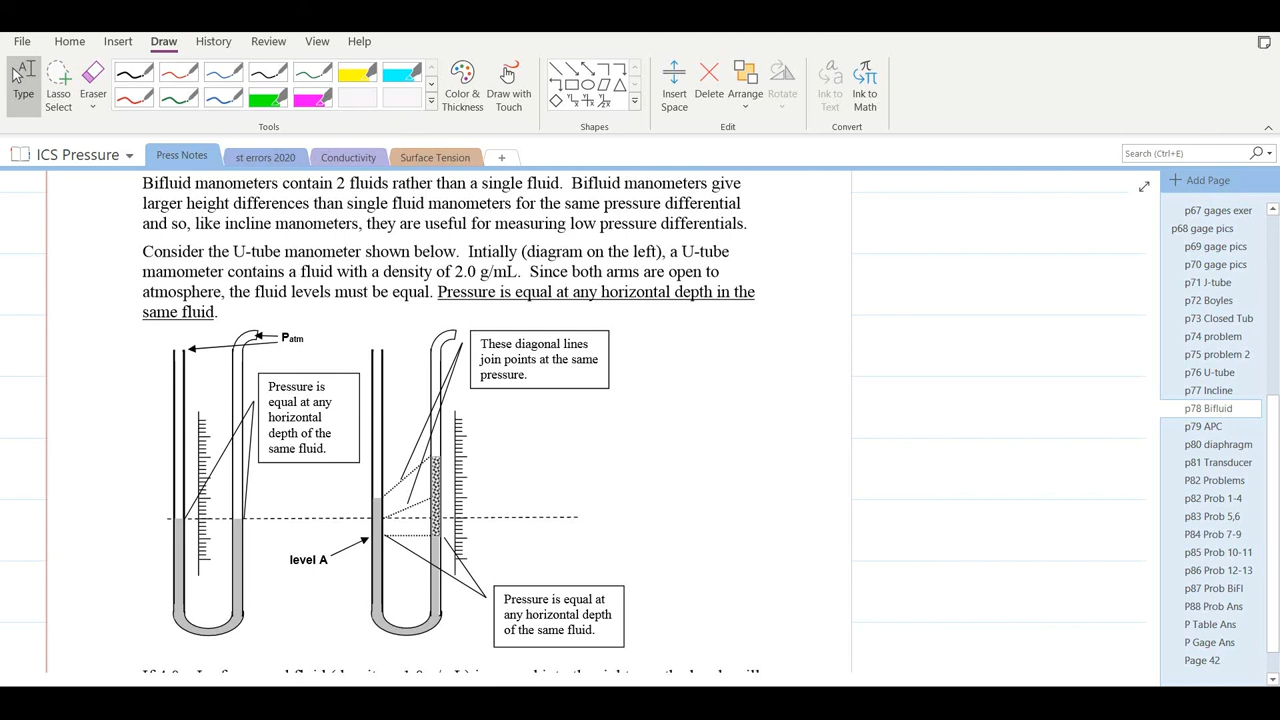 File Home Insert Draw History Review View Help
Type
Lasso Select
Eraser
Color & Thickness
Draw with Touch
Insert Space
Delete
Arrange
Rotate
Ink to Text
Ink to Math
Tools Shapes Edit Convert
ICS Pressure
Press Notes st errors 2020 Conductivity Surface Tension +
Search (Ctrl+E)
Bifluid manometers contain 2 fluids rather than a single fluid. Bifluid manometers give
larger height differences than single fluid manometers for the same pressure differential
and so, like incline manometers, they are useful for measuring low pressure differentials.
Consider the U-tube manometer shown below. Intially (diagram on the left), a U-tube
mamometer contains a fluid with a density of 2.0 g/mL. Since both arms are open to
atmosphere, the fluid levels must be equal. Pressure is equal at any horizontal depth in the
same fluid.
Patm
Pressure is
equal at any
horizontal
depth of the
same fluid.
These diagonal lines
join points at the same
pressure.
level A
Pressure is equal at
any horizontal depth
of the same fluid.
Add Page
p67 gages exer
p68 gage pics
p69 gage pics
p70 gage pics
p71 J-tube
p72 Boyles
p73 Closed Tub
p74 problem
p75 problem 2
p76 U-tube
p77 Incline
p78 Bifluid
p79 APC
p80 diaphragm
p81 Transducer
P82 Problems
p82 Prob 1-4
p83 Prob 5,6
P84 Prob 7-9
p85 Prob 10-11
p86 Prob 12-13
p87 Prob BiFl
P88 Prob Ans
P Table Ans
P Gage Ans
Page 42